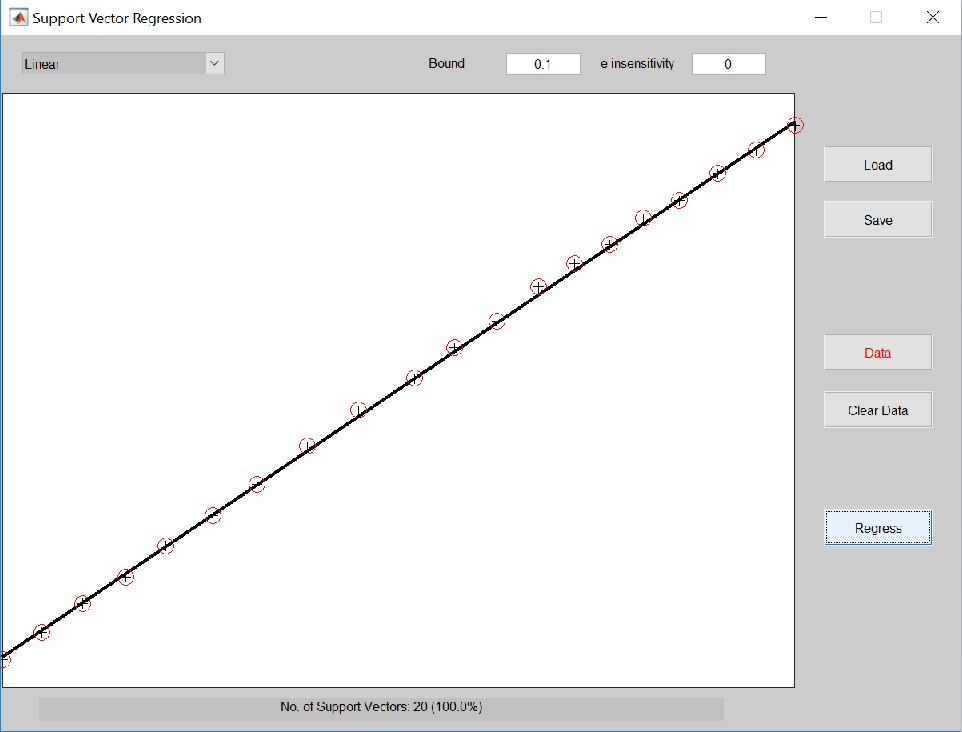 Support Vector Regression
Linear
Bound
0.1
e insensitivity
0
Load
Save
Data
Clear Data
Regress
No. of Support Vectors: 20 (100.0%)